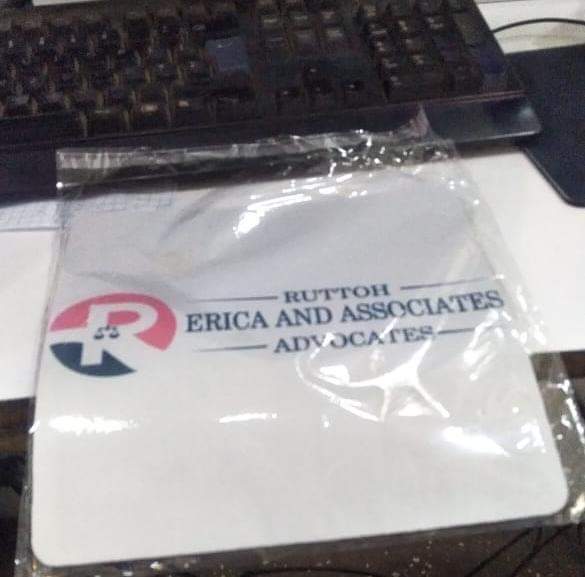 R
RUTTOH
ERICA AND ASSOCIATES
ADVOCATES